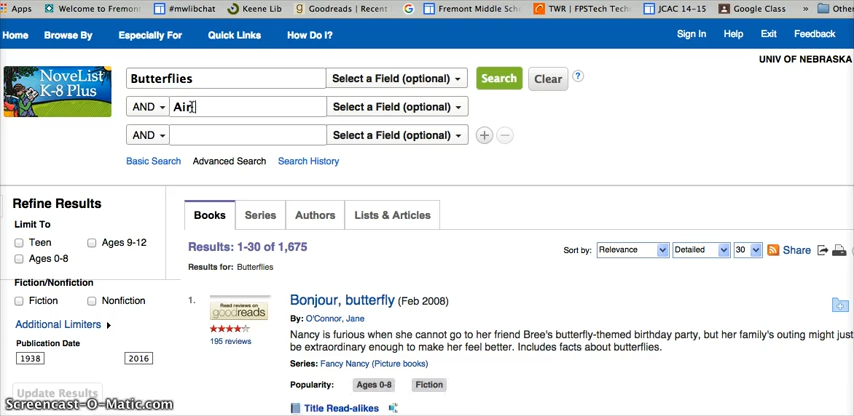 Apps Welcome to Fremont #mwlibchat Keene Lib Goodreads | Recent Fremont Middle Sch TWR | FPSTech Tech JCAC 14-15 Google Class » Other
Home Browse By Especially For Quick Links How Do I? Sign In Help Exit Feedback
UNIV OF NEBRASKA
NoveList K-8 Plus
Butterflies Select a Field (optional) Search Clear ?
AND Air Select a Field (optional)
AND Select a Field (optional) + −
Basic Search Advanced Search Search History
Refine Results
Limit To
Teen Ages 9-12
Ages 0-8
Fiction/Nonfiction
Fiction Nonfiction
Additional Limiters
Publication Date
1938 2016
Update Results
Books Series Authors Lists & Articles
Results: 1-30 of 1,675 Sort by: Relevance Detailed 30 Share
Results for: Butterflies
1. Bonjour, butterfly (Feb 2008)
Read reviews on
goodreads
195 reviews
By: O'Connor, Jane
Nancy is furious when she cannot go to her friend Bree's butterfly-themed birthday party, but her family's outing might just
be extraordinary enough to make her feel better. Includes facts about butterflies.
Series: Fancy Nancy (Picture books)
Popularity: Ages 0-8 Fiction
Title Read-alikes
Screencast-O-Matic.com